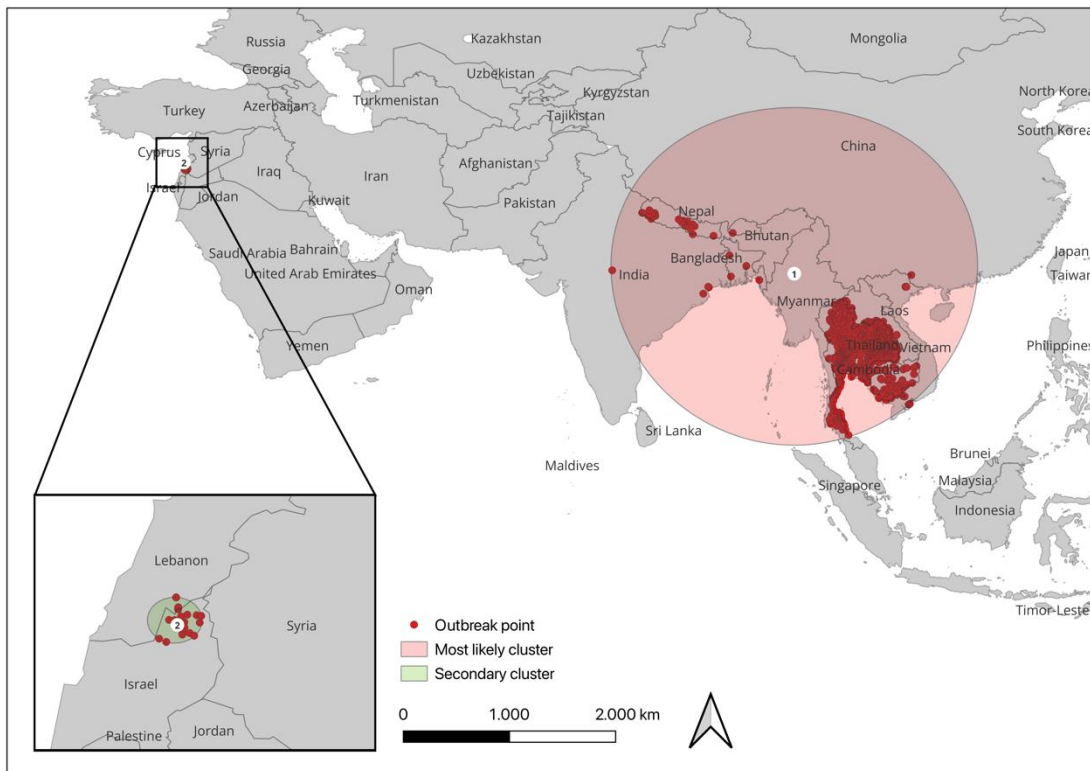 Russia
Kazakhstan
Mongolia
Georgia
Uzbekistan
Kyrgyzstan
North Korea
Turkey
Azerbaijan
Turkmenistan
Tajikistan
South Korea
Cyprus
Syria
2
China
Afghanistan
Iraq
Iran
Israel
Jordan
Kuwait
Pakistan
Nepal
Bhutan
Saudi Arabia
Bahrain
Bangladesh
Japan
United Arab Emirates
India
1
Taiwan
Oman
Myanmar
Laos
Yemen
Thailand
Vietnam
Philippines
Cambodia
Sri Lanka
Brunei
Maldives
Singapore
Malaysia
Indonesia
Timor-Leste
Lebanon
2
Syria
Israel
Palestine
Jordan
Outbreak point
Most likely cluster
Secondary cluster
0 1.000 2.000 km